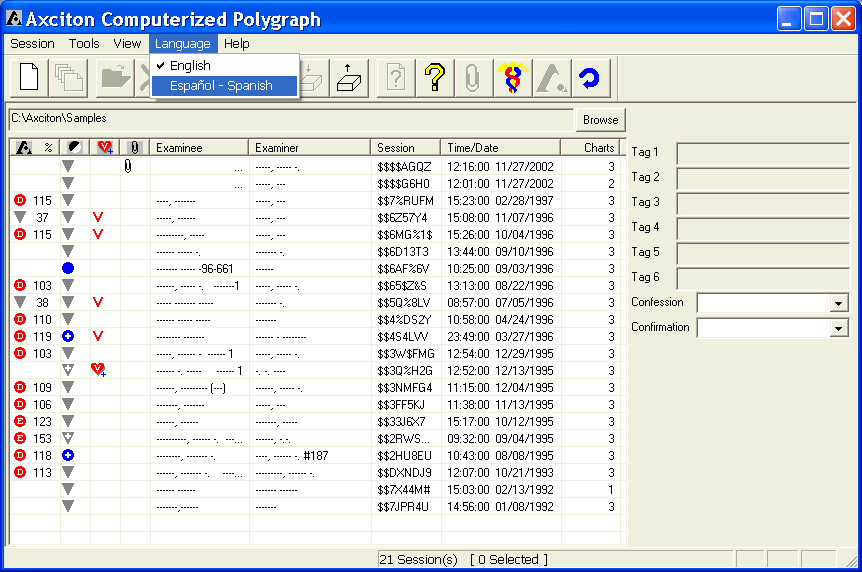 Axciton Computerized Polygraph
Session Tools View Language Help
✔ English
Español - Spanish
C:\Axciton\Samples Browse
% Examinee Examiner Session Time/Date Charts
... -----, ----- -. $$$$AGQZ 12:16:00 11/27/2002 3
... -----, --- $$$$G6H0 12:01:00 11/27/2002 2
D 115 ----, ------- -----, --- $$7%RUFM 15:23:00 02/28/1997 3
37 V -----, ------ -----, --- $$6Z57Y4 15:08:00 11/07/1996 3
D 115 V ---------, ----- -----, --- $$6MG%1$ 15:26:00 10/04/1996 3
------ ----- -. ------- -. $$6D13T3 13:44:00 09/10/1996 3
------ ----- -96-661 ------ $$6AF%6V 10:25:00 09/03/1996 3
D 103 ------, ---- -. -------1 -----, ----- -. $$65$Z&S 13:13:00 08/22/1996 3
38 V ----- ------ ----- ------ ----- $$5Q%8LV 08:57:00 07/05/1996 3
D 110 ----- ----- ----- ------ ---- $$4%DS2Y 10:58:00 04/24/1996 3
D 119 V ------- ------- ------ - ------- $$4S4LVV 23:49:00 03/27/1996 3
D 103 -----, ------ - ------ 1 -----, ---- -. $$3W$FMG 12:54:00 12/29/1995 3
------ -. ---- ------ 1 -. -. ---- $$3Q%H2G 12:52:00 12/13/1995 3
D 109 ------, --------- (---) -----, ----- -. $$3NMFG4 11:15:00 12/04/1995 3
D 106 ------, ------- ----, --- $$3FF5KJ 11:38:00 11/13/1995 3
E 123 -----, ------ ------ ----- $$33J6X7 15:17:00 10/12/1995 3
E 153 ---------, ------ -. ---... -----, -.-. $$2RWS... 09:32:00 09/04/1995 3
D 118 -------, ------ -. -----, ---- -. #187 $$2HU8EU 10:43:00 08/08/1995 3
D 113 ------, ------- -. ----... ------, ---- -. $$DXNDJ9 12:07:00 10/21/1993 3
------ ------ ------- ------ $$7X44M# 15:03:00 02/13/1992 1
------,------ ------- $$7JPR4U 14:56:00 01/08/1992 3
Tag 1
Tag 2
Tag 3
Tag 4
Tag 5
Tag 6
Confession
Confirmation
21 Session(s) [ 0 Selected ]